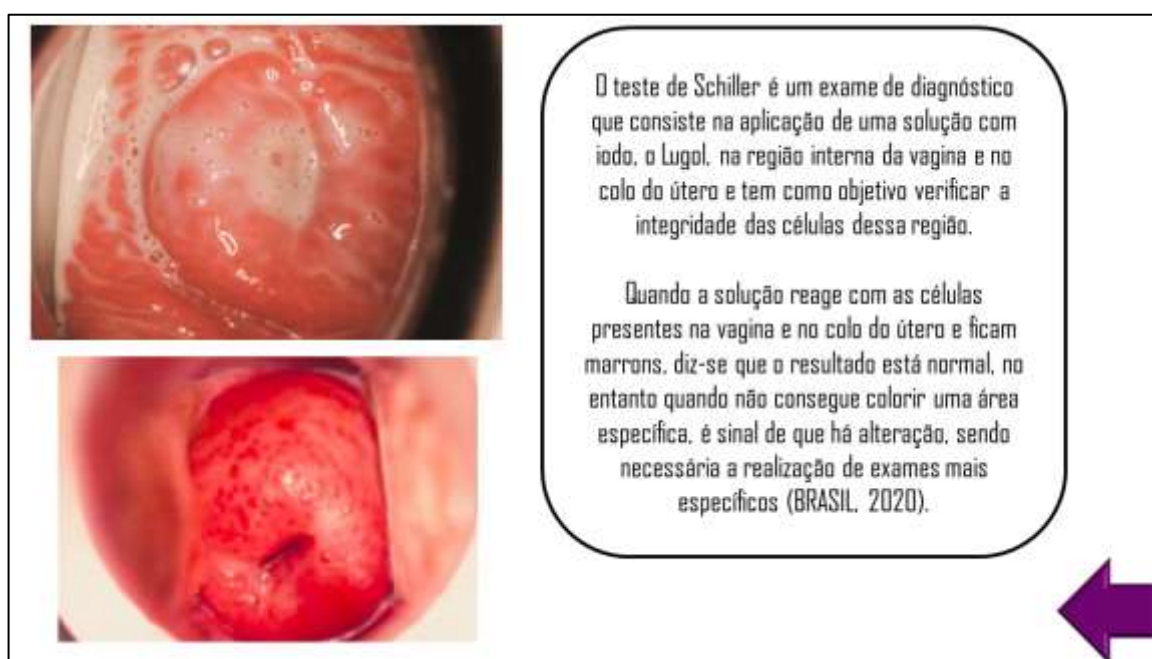 O teste de Schiller é um exame de diagnóstico
que consiste na aplicação de uma solução com
iodo, o Lugol, na região interna da vagina e no
colo do útero e tem como objetivo verificar a
integridade das células dessa região.
Quando a solução reage com as células
presentes na vagina e no colo do útero e ficam
marrons, diz-se que o resultado está normal, no
entanto quando não consegue colorir uma área
específica, é sinal de que há alteração, sendo
necessária a realização de exames mais
específicos (BRASIL, 2020).